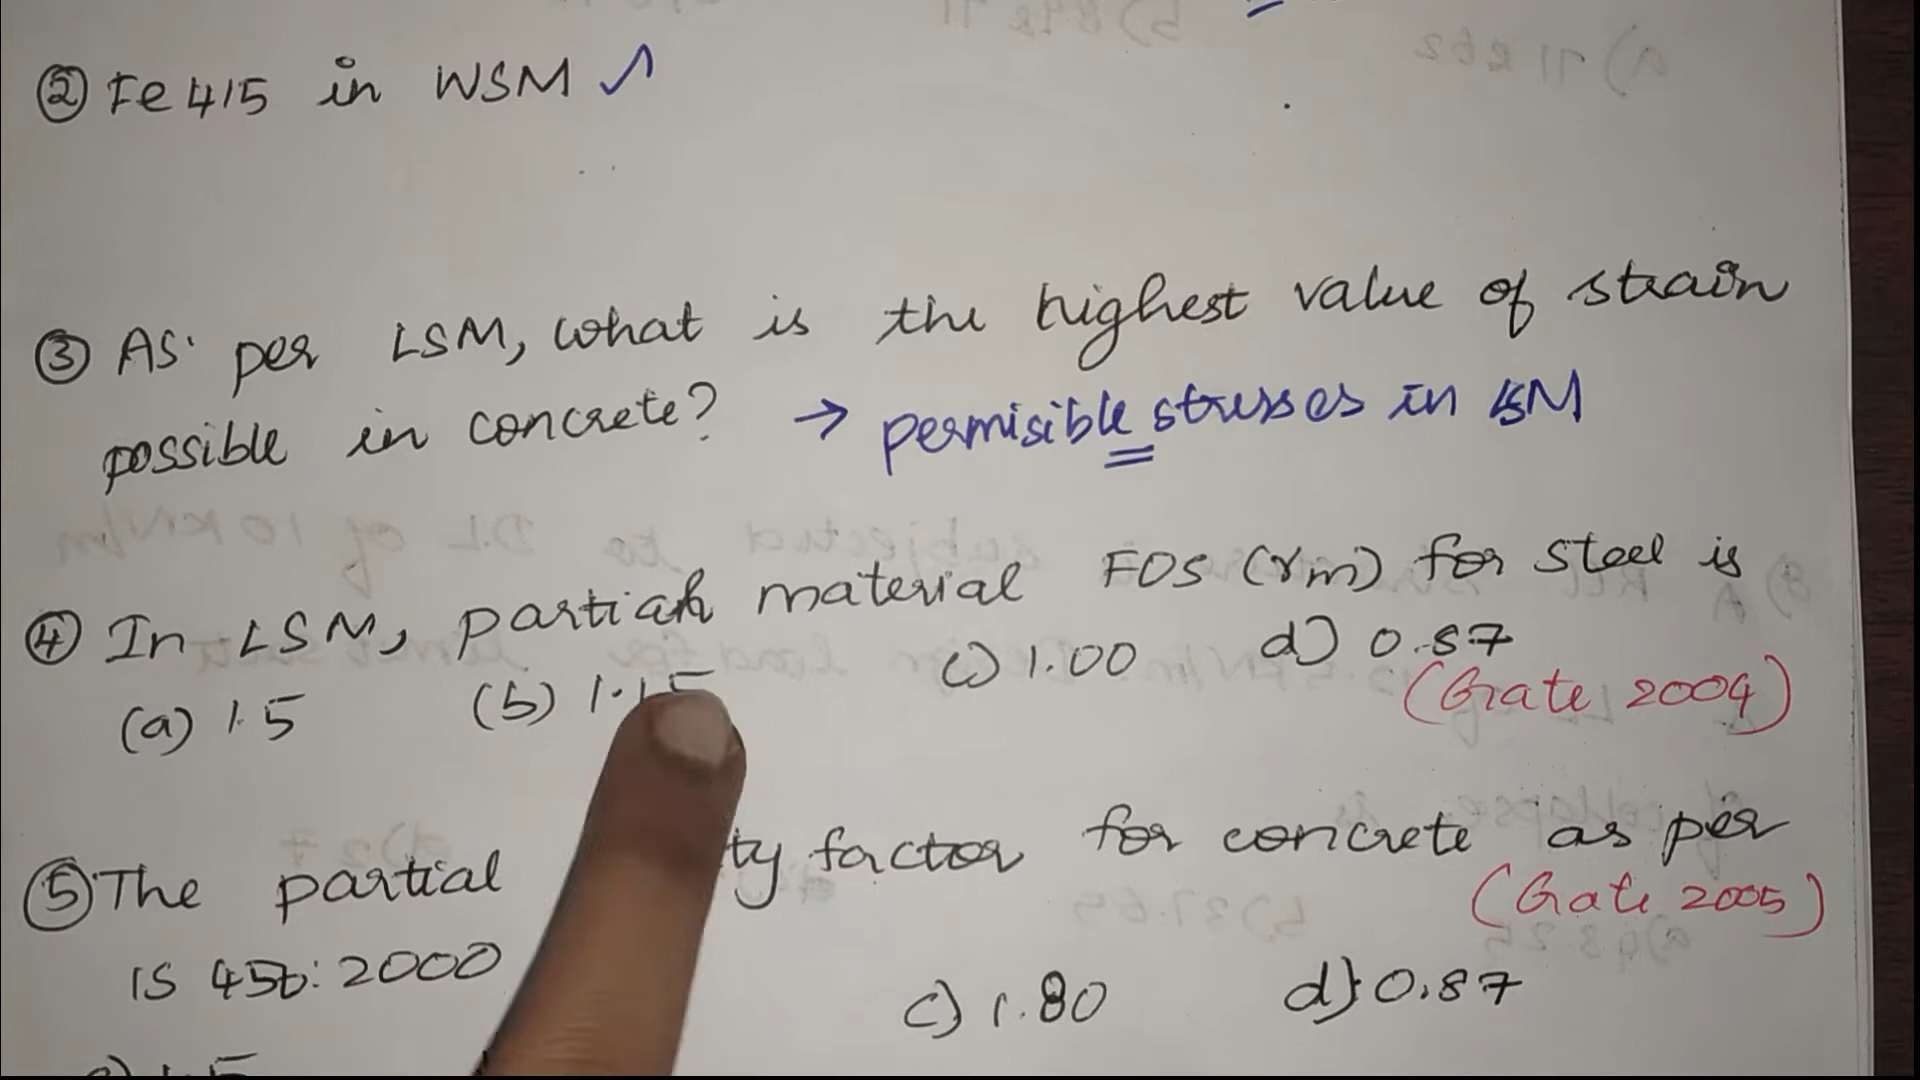 ② Fe 415 in WSM
③ As per LSM, what is the highest value of strain
possible in concrete? → permisible stresses in LSM
④ In LSM, partial material FOS (γm) for steel is
(a) 1.5 (b) 1.15 c) 1.00 d) 0.87
(Gate 2004)
⑤ The partial factor for concrete as per
(Gate 2005)
IS 456:2000
c) 1.80 d) 0.87